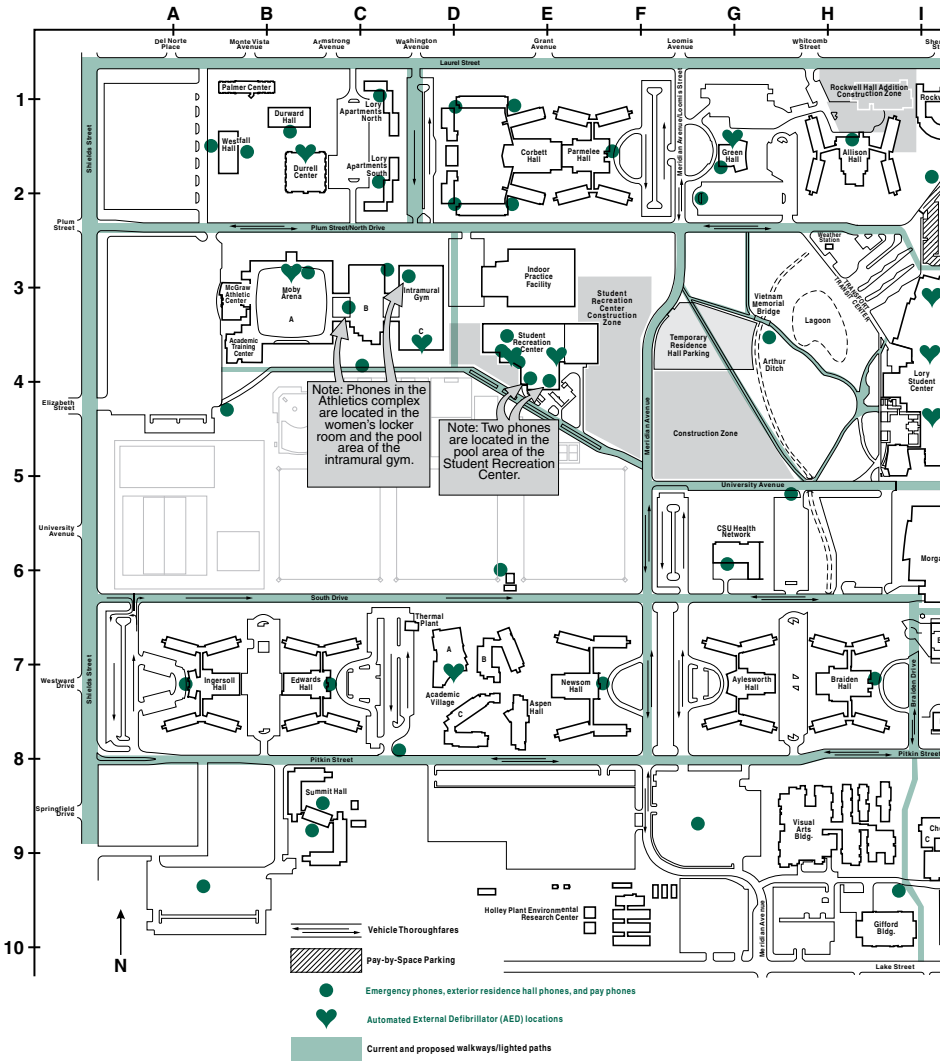 A B C D E F G H I
Del Norte
Place
Monte Vista
Avenue
Armstrong
Avenue
Washington
Avenue
Grant
Avenue
Loomis
Avenue
Whitcomb
Street
Laurel Street
1
2
3
4
5
6
7
8
9
10
Shields Street
Plum
Street
Elizabeth
Street
University
Avenue
Westward
Drive
Springfield
Drive
Shields Street
Palmer Center
Durward
Hall
Westfall
Hall
Durrell
Center
Lory
Apartments
North
Lory
Apartments
South
Corbett
Hall
Parmelee
Hall
Meridian Avenue/Loomis Street
Green
Hall
Rockwell Hall Addition
Construction Zone
Allison
Hall
Plum Street/North Drive
Weather
Station
TRANSFORT
TRANSIT CENTER
McGraw
Athletic
Center
Moby
Arena
A
B
Intramural
Gym
C
Academic
Training
Center
Indoor
Practice
Facility
Student
Recreation
Center
Construction
Zone
Student
Recreation
Center
Vietnam
Memorial
Bridge
Lagoon
Temporary
Residence
Hall Parking
Arthur
Ditch
Lory
Student
Center
Meridian Avenue
Construction Zone
Note: Phones in the
Athletics complex
are located in the
women's locker
room and the pool
area of the
intramural gym.
Note: Two phones
are located in the
pool area of the
Student Recreation
Center.
University Avenue
CSU Health
Network
South Drive
Thermal
Plant
Ingersoll
Hall
Edwards
Hall
A
B
Academic
Village
C
Aspen
Hall
Newsom
Hall
Aylesworth
Hall
Braiden
Hall
Braiden Drive
Pitkin Street
Pitkin Street
Summit Hall
Visual
Arts
Bldg.
C
Holley Plant Environmental
Research Center
Meridian Avenue
Gifford
Bldg.
Lake Street
N
Vehicle Thoroughfares
Pay-by-Space Parking
Emergency phones, exterior residence hall phones, and pay phones
Automated External Defibrillator (AED) locations
Current and proposed walkways/lighted paths